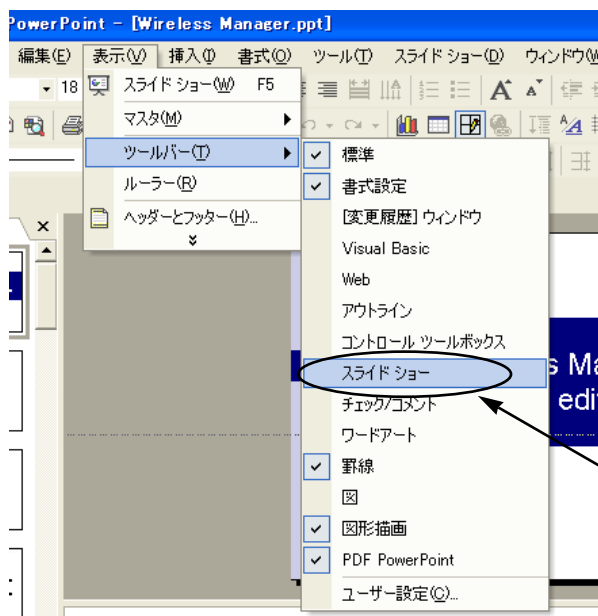 PowerPoint - [Wireless Manager.ppt]
編集(E) 表示(V) 挿入(I) 書式(O) ツール(T) スライド ショー(D) ウィンドウ(W
18
スライド ショー(W) F5
マスタ(M)
ツールバー(T)
ルーラー(R)
ヘッダーとフッター(H)...
標準
書式設定
[変更履歴] ウィンドウ
Visual Basic
Web
アウトライン
コントロール ツールボックス
スライド ショー
チェック/コメント
ワードアート
罫線
図
図形描画
PDF PowerPoint
ユーザー設定(C)...
s Ma
edi